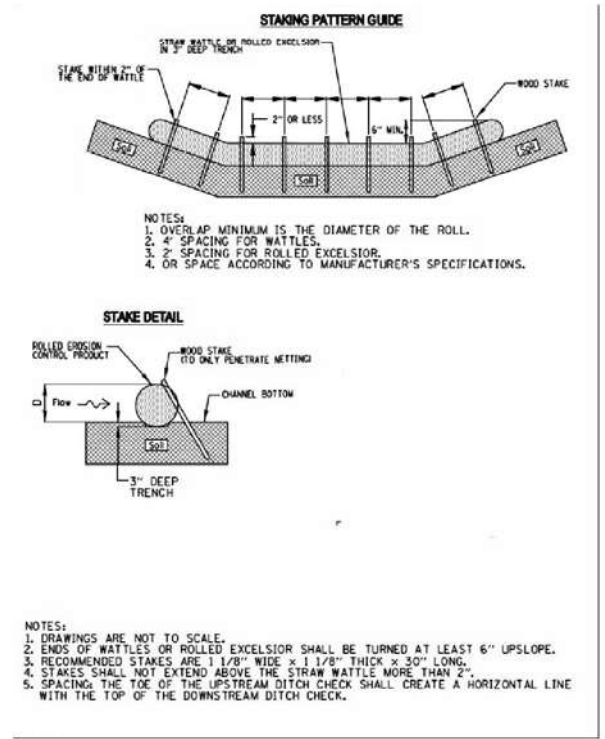 STAKING PATTERN GUIDE
STRAW WATTLE OR ROLLED EXCELSIOR
IN 3" DEEP TRENCH
STAKE WITHIN 2" OF
THE END OF WATTLE
WOOD STAKE
2" OR LESS
6" MIN.
Soil
Soil
Soil
NOTES:
1. OVERLAP MINIMUM IS THE DIAMETER OF THE ROLL.
2. 4' SPACING FOR WATTLES.
3. 2' SPACING FOR ROLLED EXCELSIOR.
4. OR SPACE ACCORDING TO MANUFACTURER'S SPECIFICATIONS.
STAKE DETAIL
ROLLED EROSION
CONTROL PRODUCT
WOOD STAKE
(TO ONLY PENETRATE NETTING)
D
Flow
CHANNEL BOTTOM
Soil
3" DEEP
TRENCH
NOTES:
1. DRAWINGS ARE NOT TO SCALE.
2. ENDS OF WATTLES OR ROLLED EXCELSIOR SHALL BE TURNED AT LEAST 6" UPSLOPE.
3. RECOMMENDED STAKES ARE 1 1/8" WIDE x 1 1/8" THICK x 30" LONG.
4. STAKES SHALL NOT EXTEND ABOVE THE STRAW WATTLE MORE THAN 2".
5. SPACING: THE TOE OF THE UPSTREAM DITCH CHECK SHALL CREATE A HORIZONTAL LINE
WITH THE TOP OF THE DOWNSTREAM DITCH CHECK.